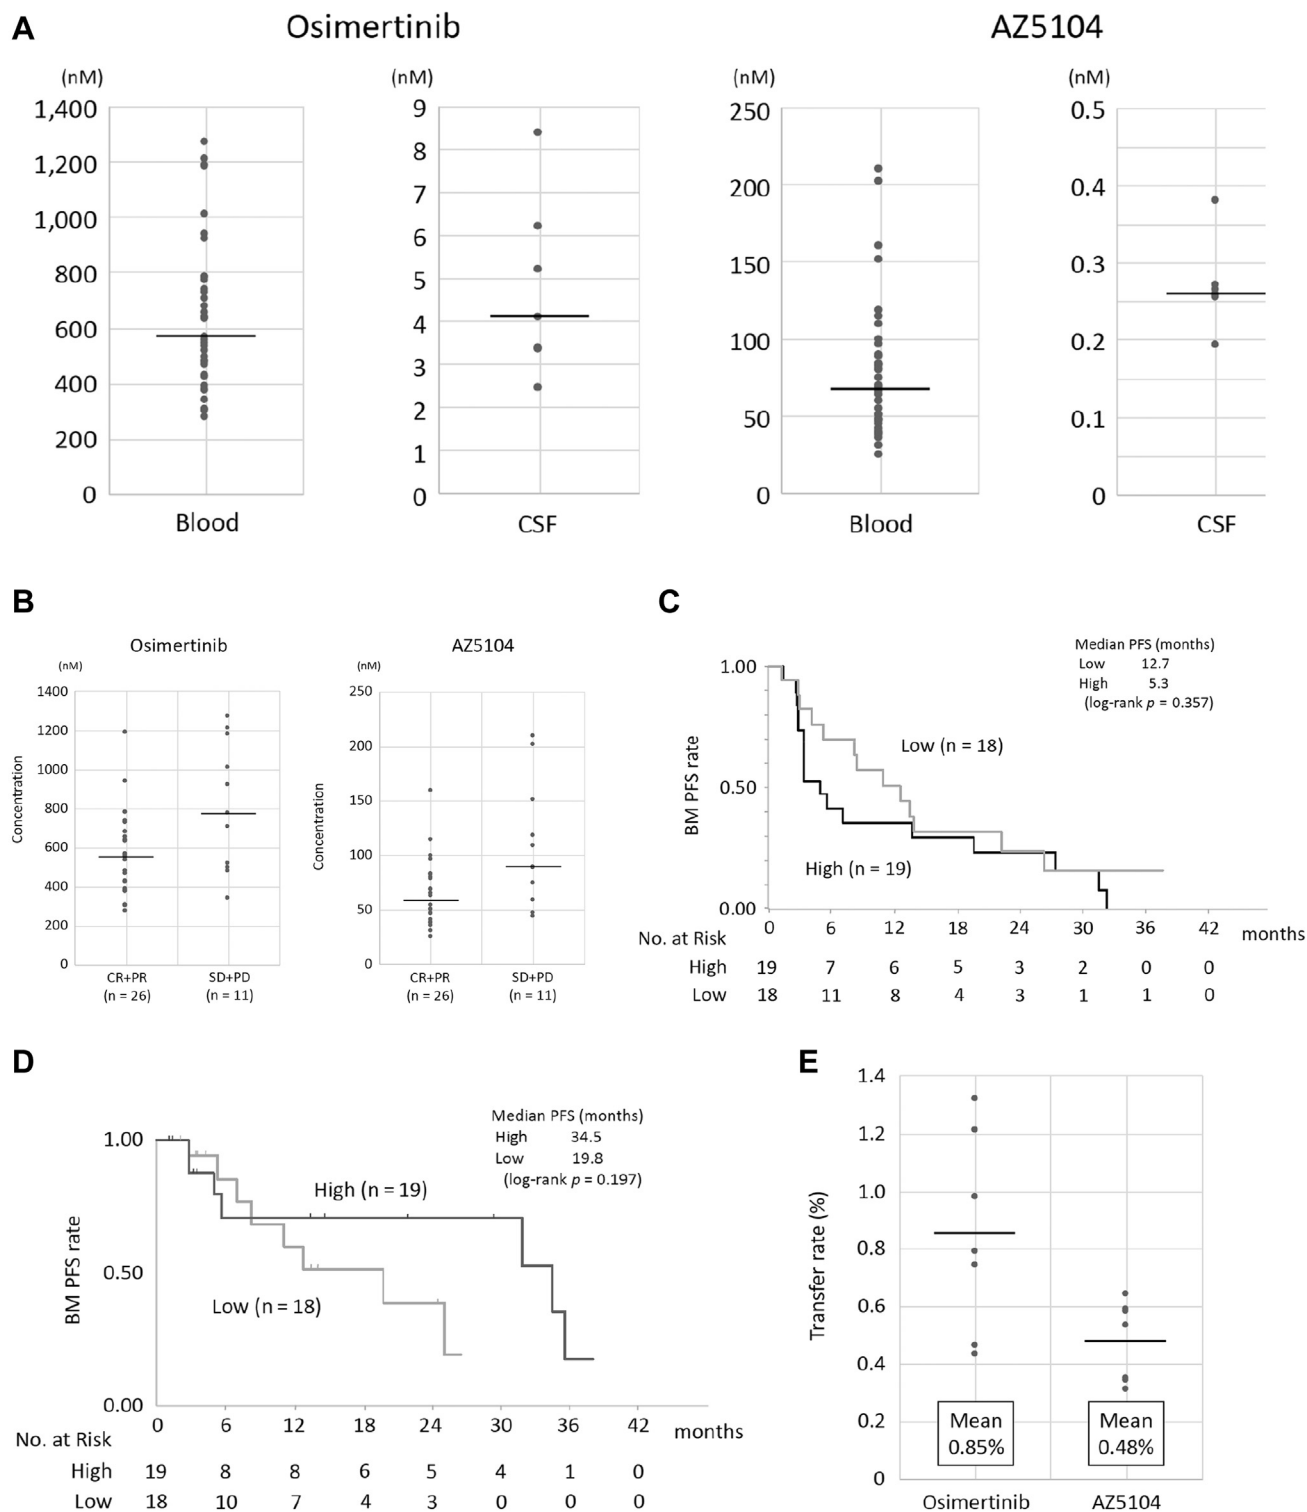 A
Osimertinib
AZ5104
(nM)
1,400
1,200
1,000
800
600
400
200
0
Blood
(nM)
9
8
7
6
5
4
3
2
1
0
CSF
(nM)
250
200
150
100
50
0
Blood
(nM)
0.5
0.4
0.3
0.2
0.1
0
CSF
B
Osimertinib
(nM)
Concentration
1400
1200
1000
800
600
400
200
0
CR+PR
(n = 26)
SD+PD
(n = 11)
AZ5104
(nM)
Concentration
250
200
150
100
50
0
CR+PR
(n = 26)
SD+PD
(n = 11)
C
Median PFS (months)
Low 12.7
High 5.3
(log-rank p = 0.357)
BM PFS rate
1.00
0.50
0.00
Low (n = 18)
High (n = 19)
0 6 12 18 24 30 36 42 months
No. at Risk
High 19 7 6 5 3 2 0 0
Low 18 11 8 4 3 1 1 0
D
Median PFS (months)
High 34.5
Low 19.8
(log-rank p = 0.197)
BM PFS rate
1.00
0.50
0.00
High (n = 19)
Low (n = 18)
0 6 12 18 24 30 36 42 months
No. at Risk
High 19 8 8 6 5 4 1 0
Low 18 10 7 4 3 0 0 0
E
Transfer rate (%)
1.4
1.2
1.0
0.8
0.6
0.4
0.2
0
Mean
0.85%
Mean
0.48%
Osimertinib
AZ5104